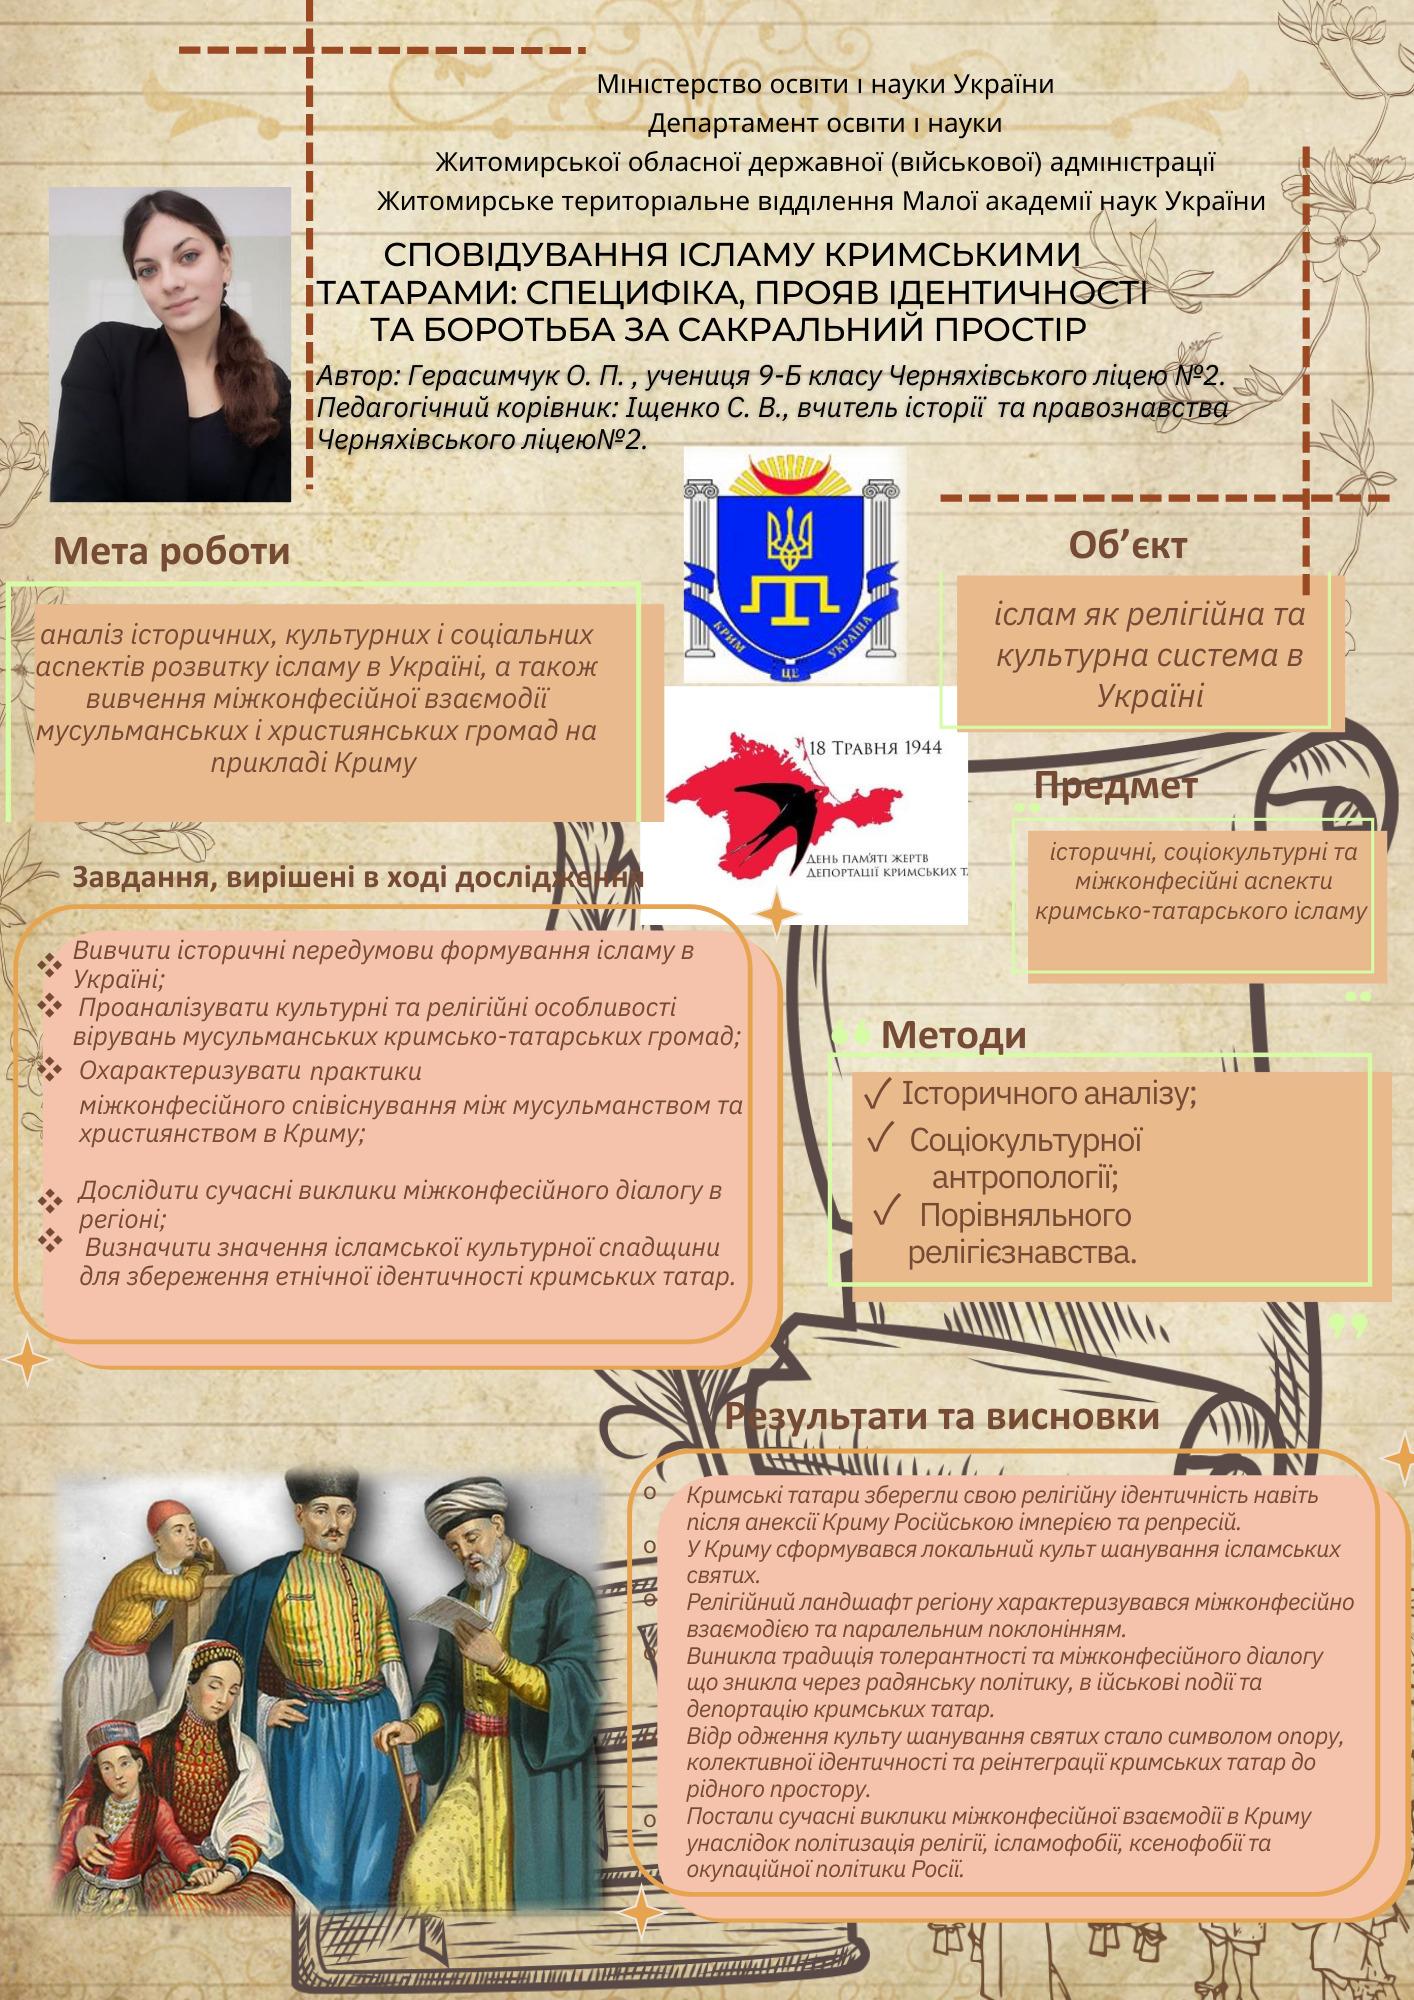 Міністерство освіти і науки України
Департамент освіти і науки
Житомирської обласної державної (військової) адміністрації
Житомирське територіальне відділення Малої академії наук України
СПОВІДУВАННЯ ІСЛАМУ КРИМСЬКИМИ
ТАТАРАМИ: СПЕЦИФІКА, ПРОЯВ ІДЕНТИЧНОСТІ
ТА БОРОТЬБА ЗА САКРАЛЬНИЙ ПРОСТІР
Автор: Герасимчук О. П. , учениця 9-Б класу Черняхівського ліцею №2.
Педагогічний корівник: Іщенко С. В., вчитель історії та правознавства
Черняхівського ліцею№2.
Мета роботи
аналіз історичних, культурних і соціальних
аспектів розвитку ісламу в Україні, а також
вивчення міжконфесійної взаємодії
мусульманських і християнських громад на
прикладі Криму
КРИМ
ЦЕ
УКРАЇНА
Об’єкт
іслам як релігійна та
культурна система в
Україні
18 Травня 1944
День пам'яті жертв
депортації кримських т
Предмет
історичні, соціокультурні та
міжконфесійні аспекти
кримсько-татарського ісламу
Завдання, вирішені в ході дослідження
❖ Вивчити історичні передумови формування ісламу в
Україні;
❖ Проаналізувати культурні та релігійні особливості
вірувань мусульманських кримсько-татарських громад;
❖ Охарактеризувати практики
міжконфесійного співіснування між мусульманством та
християнством в Криму;
❖ Дослідити сучасні виклики міжконфесійного діалогу в
регіоні;
❖ Визначити значення ісламської культурної спадщини
для збереження етнічної ідентичності кримських татар.
Методи
✓ Історичного аналізу;
✓ Соціокультурної
антропології;
✓ Порівняльного
релігієзнавства.
Результати та висновки
o Кримські татари зберегли свою релігійну ідентичність навіть
після анексії Криму Російською імперією та репресій.
o У Криму сформувався локальний культ шанування ісламських
святих.
o Релігійний ландшафт регіону характеризувався міжконфесійно
взаємодією та паралельним поклонінням.
o Виникла традиція толерантності та міжконфесійного діалогу
що зникла через радянську політику, в ійськові події та
депортацію кримських татар.
Відр одження культу шанування святих стало символом опору,
колективної ідентичності та реінтеграції кримських татар до
рідного простору.
o Постали сучасні виклики міжконфесійної взаємодії в Криму
унаслідок політизація релігії, ісламофобії, ксенофобії та
окупаційної політики Росії.